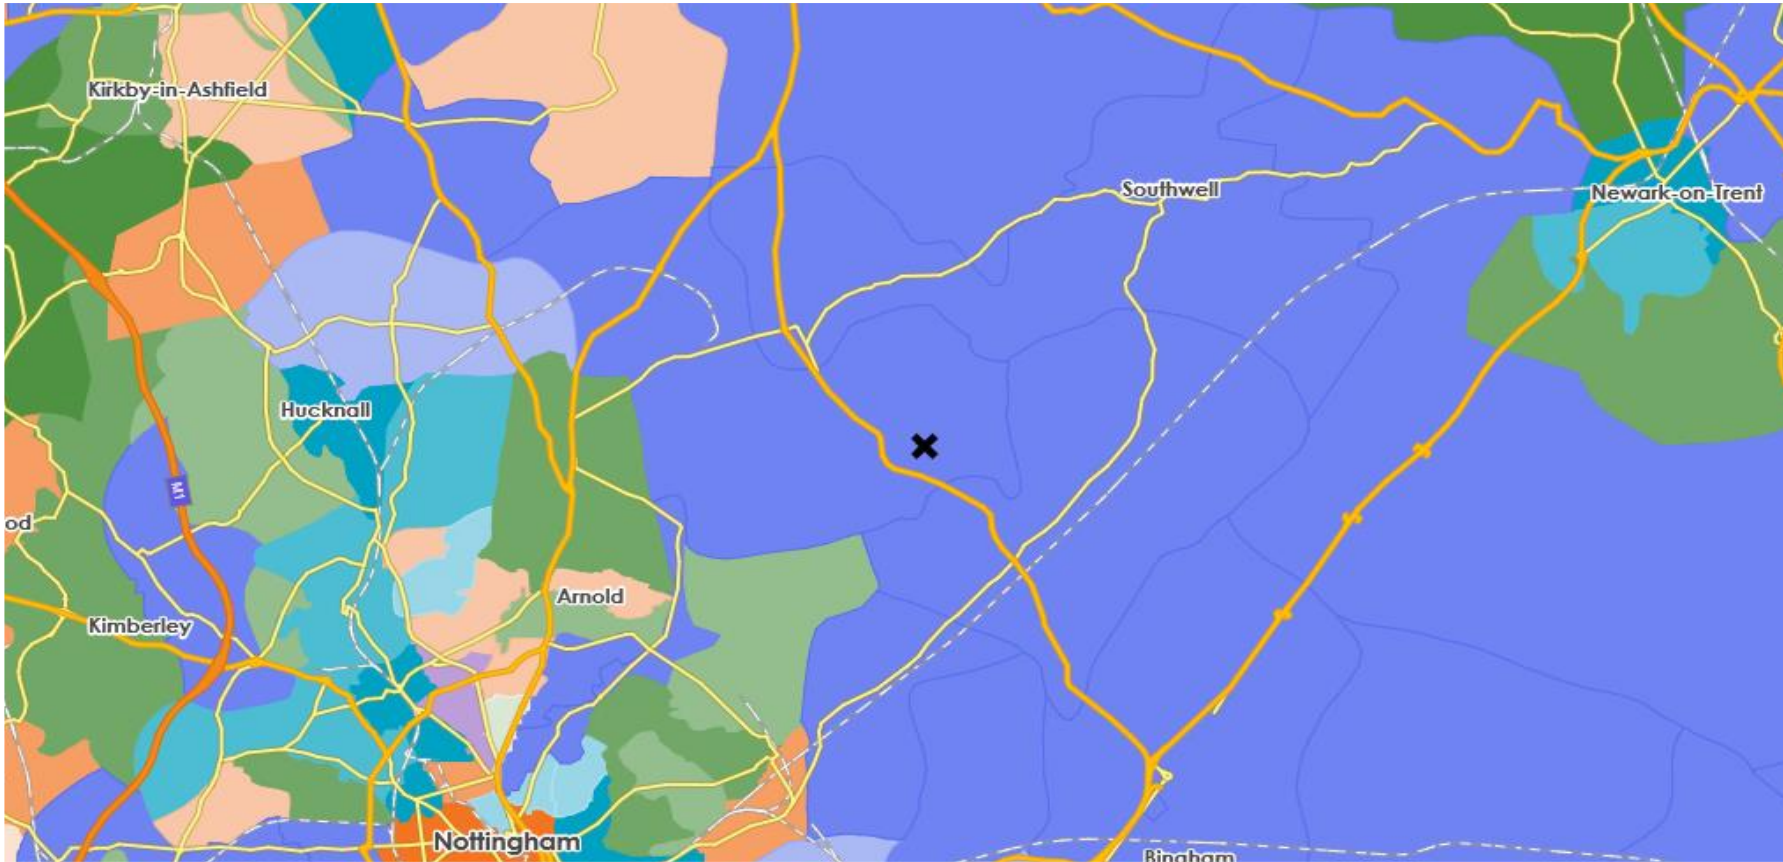 Kirkby-in-Ashfield
Southwell
Newark-on-Trent
Hucknall
M1
od
Arnold
Kimberley
Nottingham
Bingham